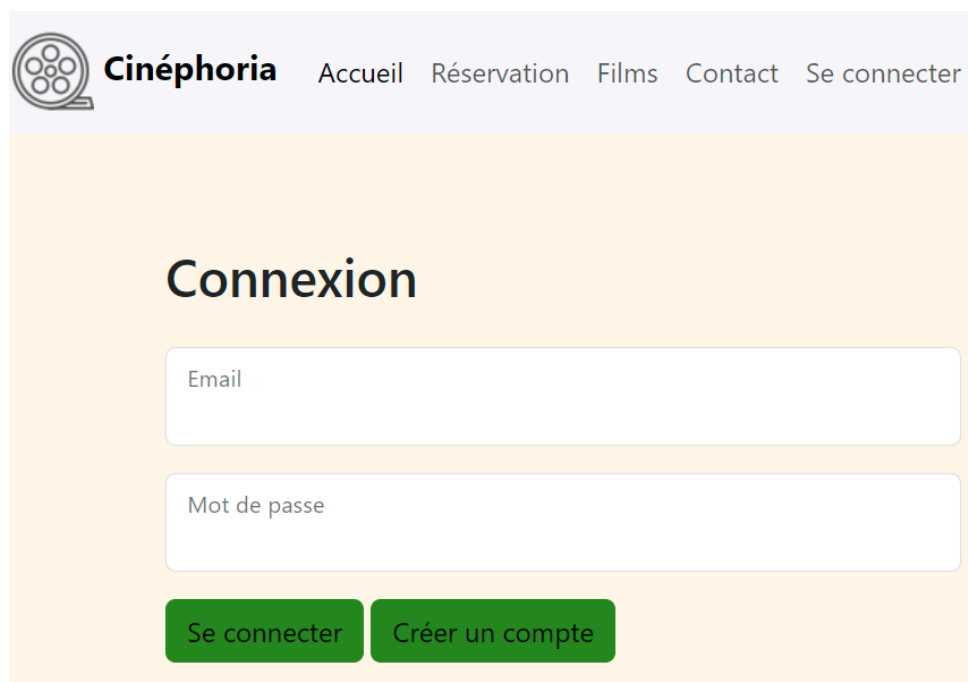 Cinéphoria Accueil Réservation Films Contact Se connecter
Connexion
Email
Mot de passe
Se connecter Créer un compte